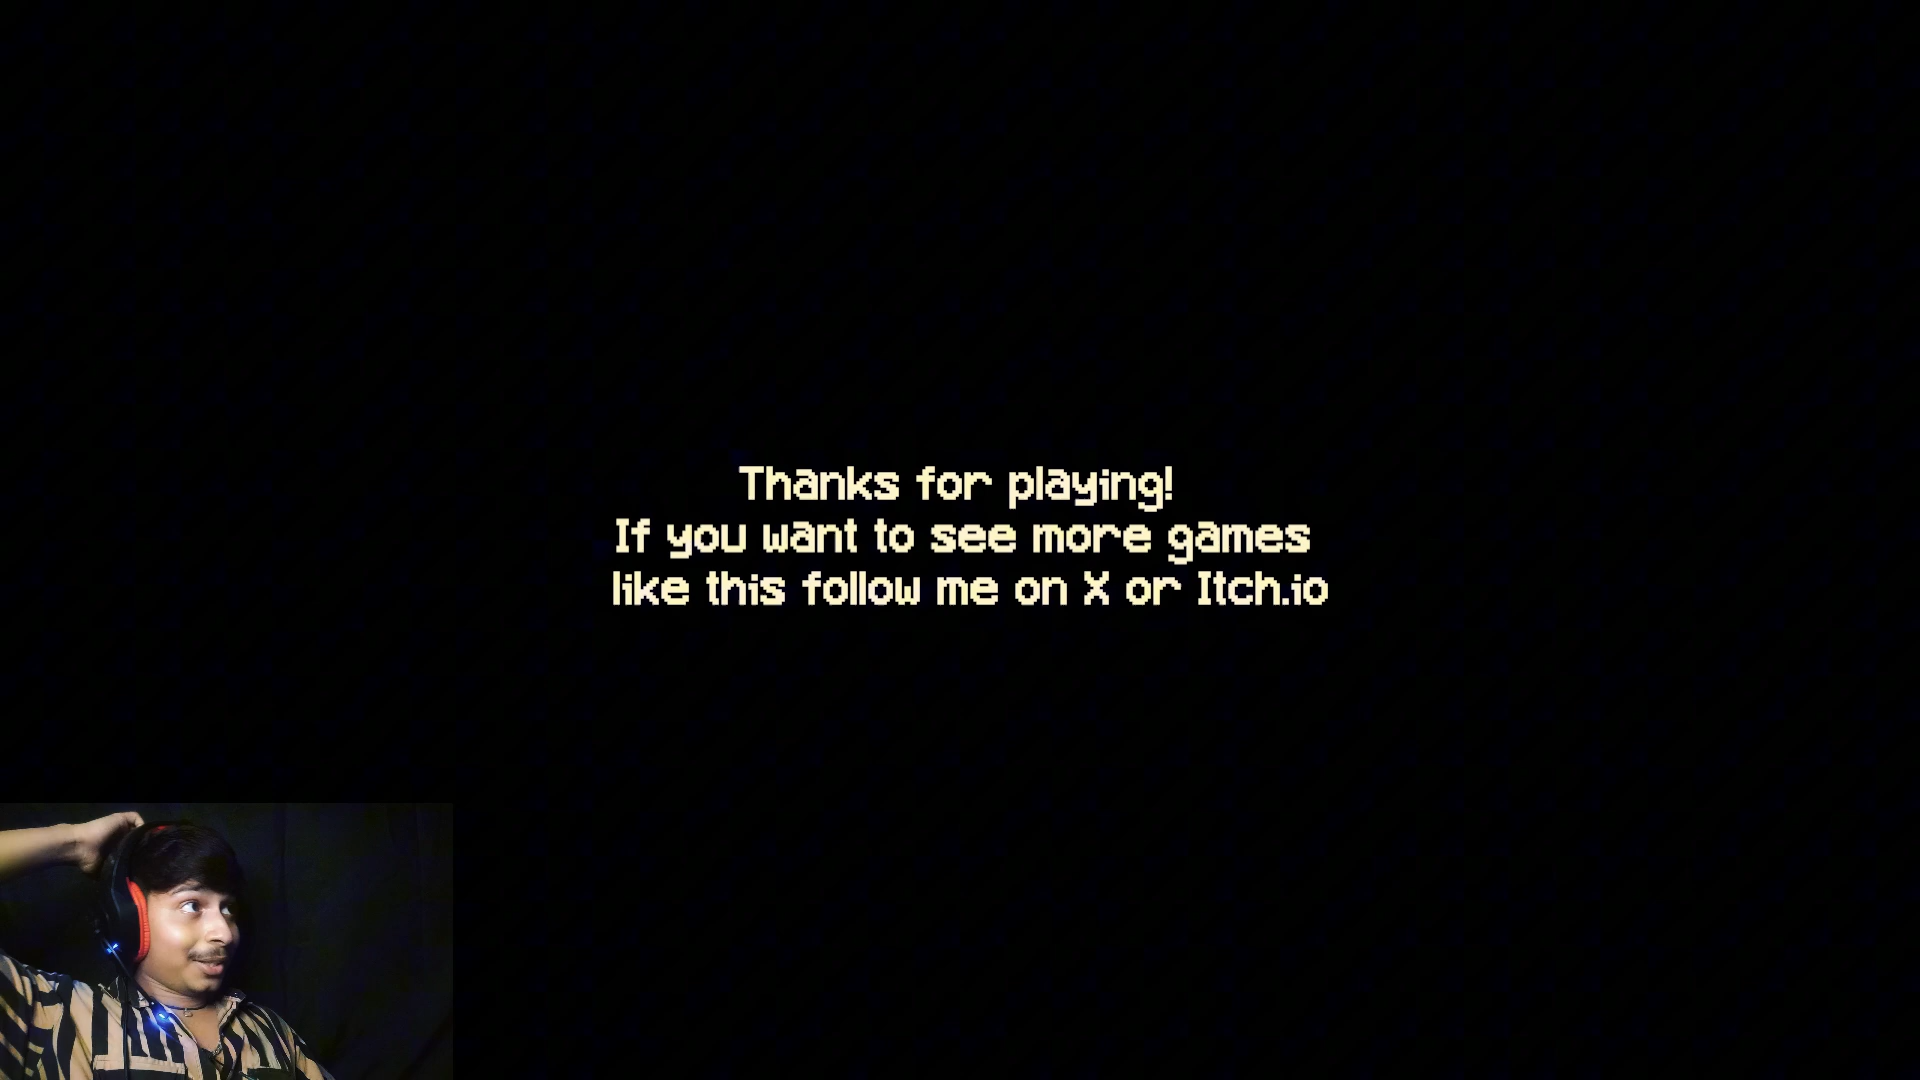 Thanks for playing!
If you want to see more games
like this follow me on X or Itch.io